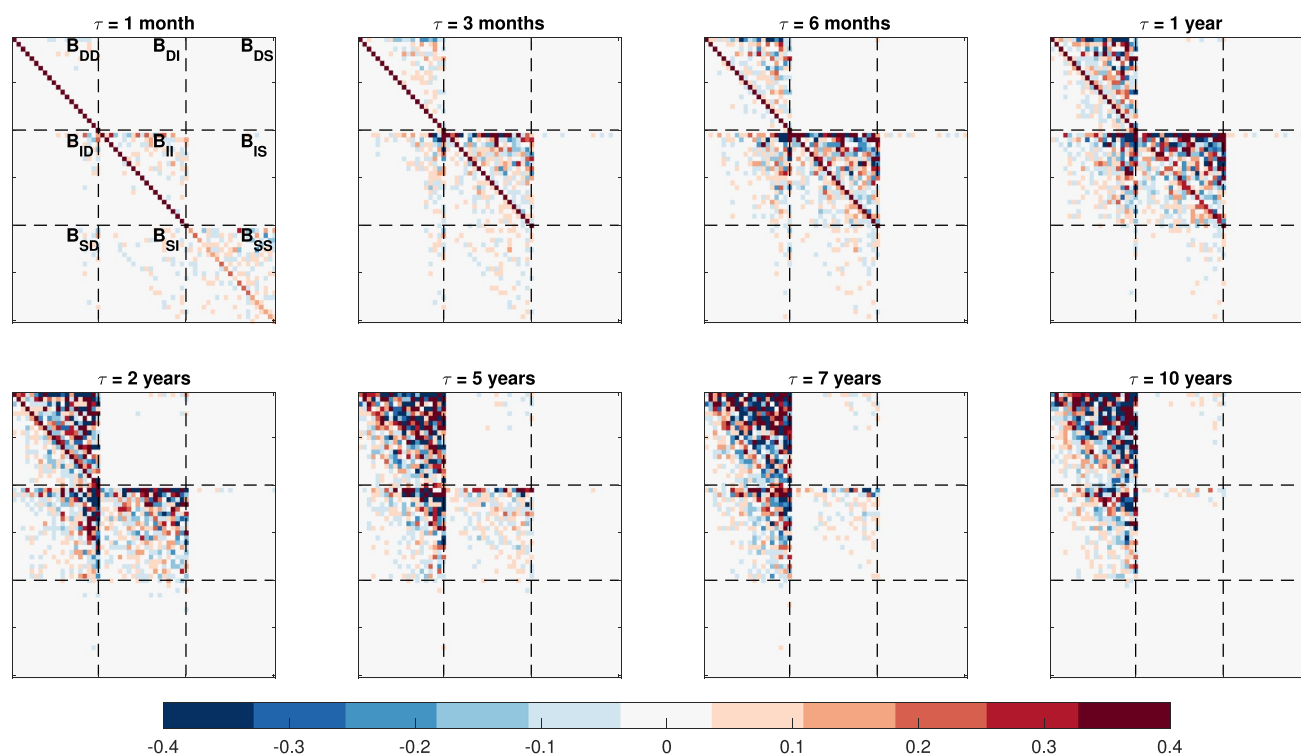 τ = 1 month
τ = 3 months
τ = 6 months
τ = 1 year
B_DD B_DI B_DS
B_ID B_II B_IS
B_SD B_SI B_SS
τ = 2 years
τ = 5 years
τ = 7 years
τ = 10 years
-0.4 -0.3 -0.2 -0.1 0 0.1 0.2 0.3 0.4